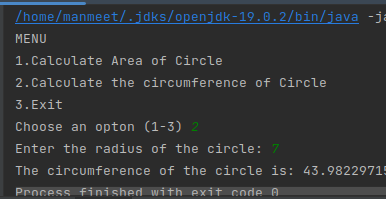 /home/manmeet/.jdks/openjdk-19.0.2/bin/java -ja
MENU
1.Calculate Area of Circle
2.Calculate the circumference of Circle
3.Exit
Choose an opton (1-3) 2
Enter the radius of the circle: 7
The circumference of the circle is: 43.98229715
Process finished with exit code 0